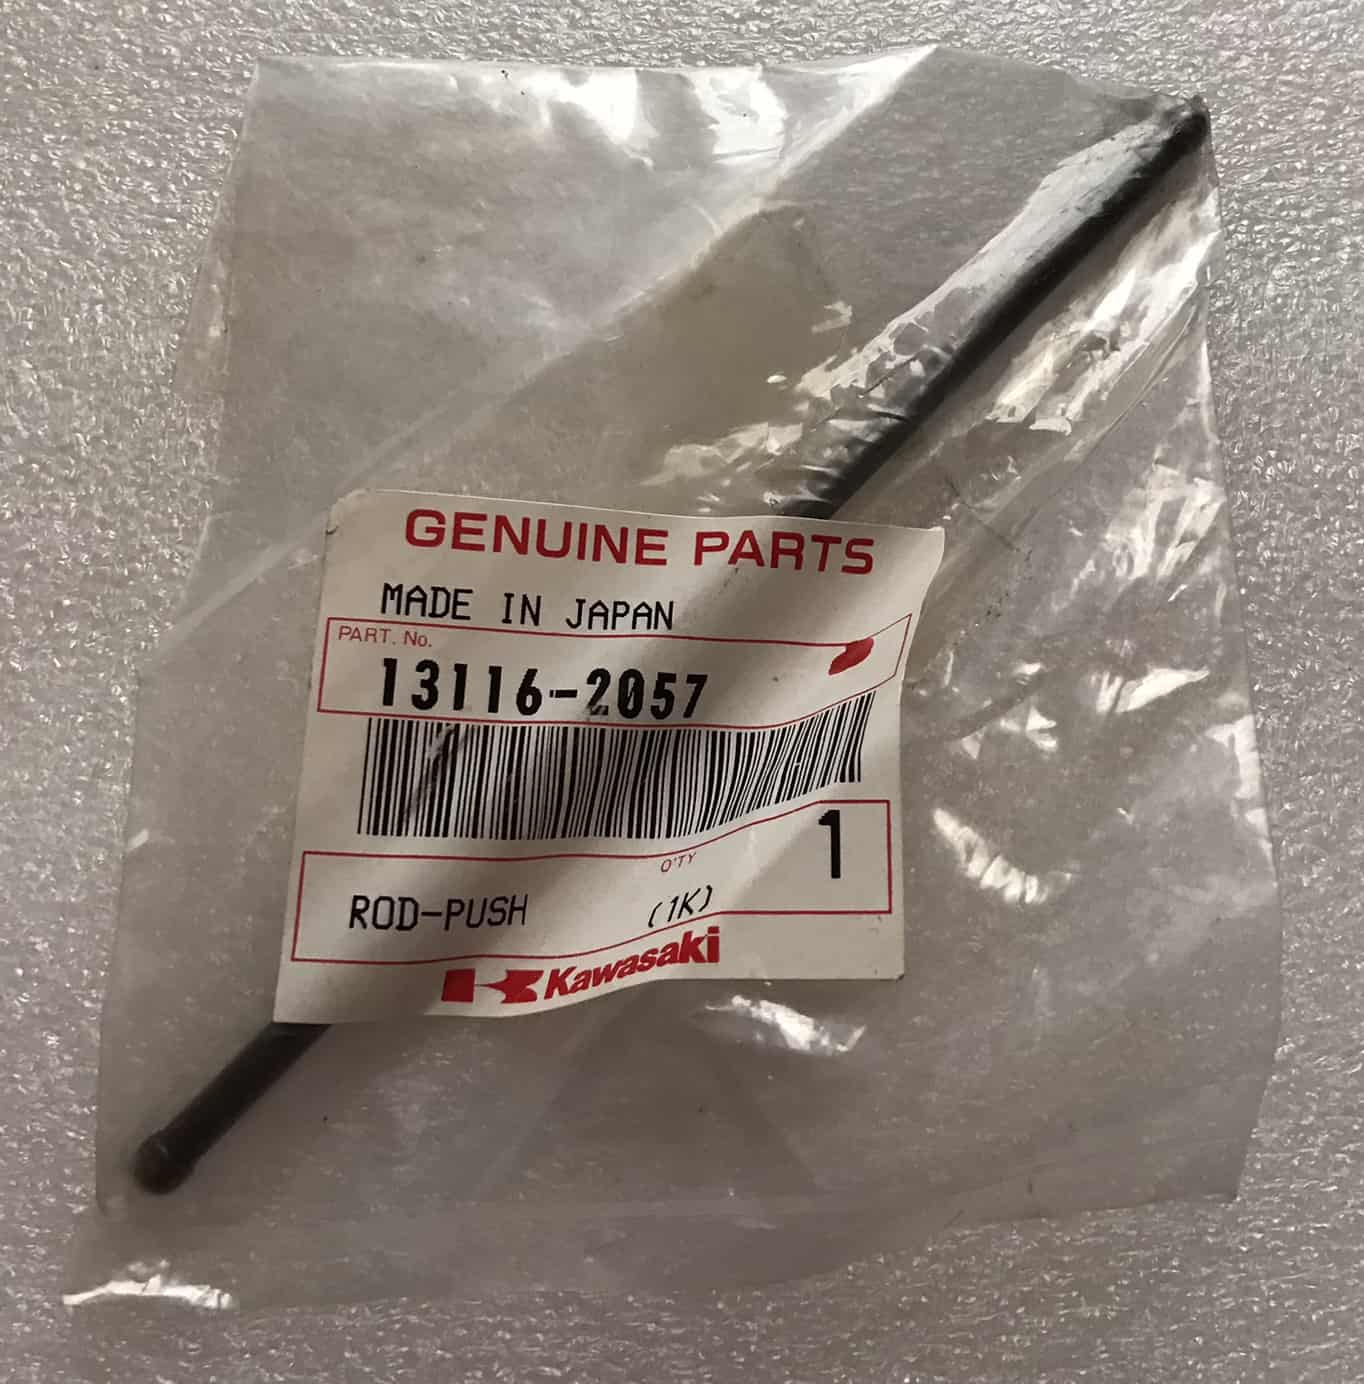 GENUINE PARTS
MADE IN JAPAN
PART. No.
13116-2057
Q'TY 1
ROD-PUSH (1K)
Kawasaki